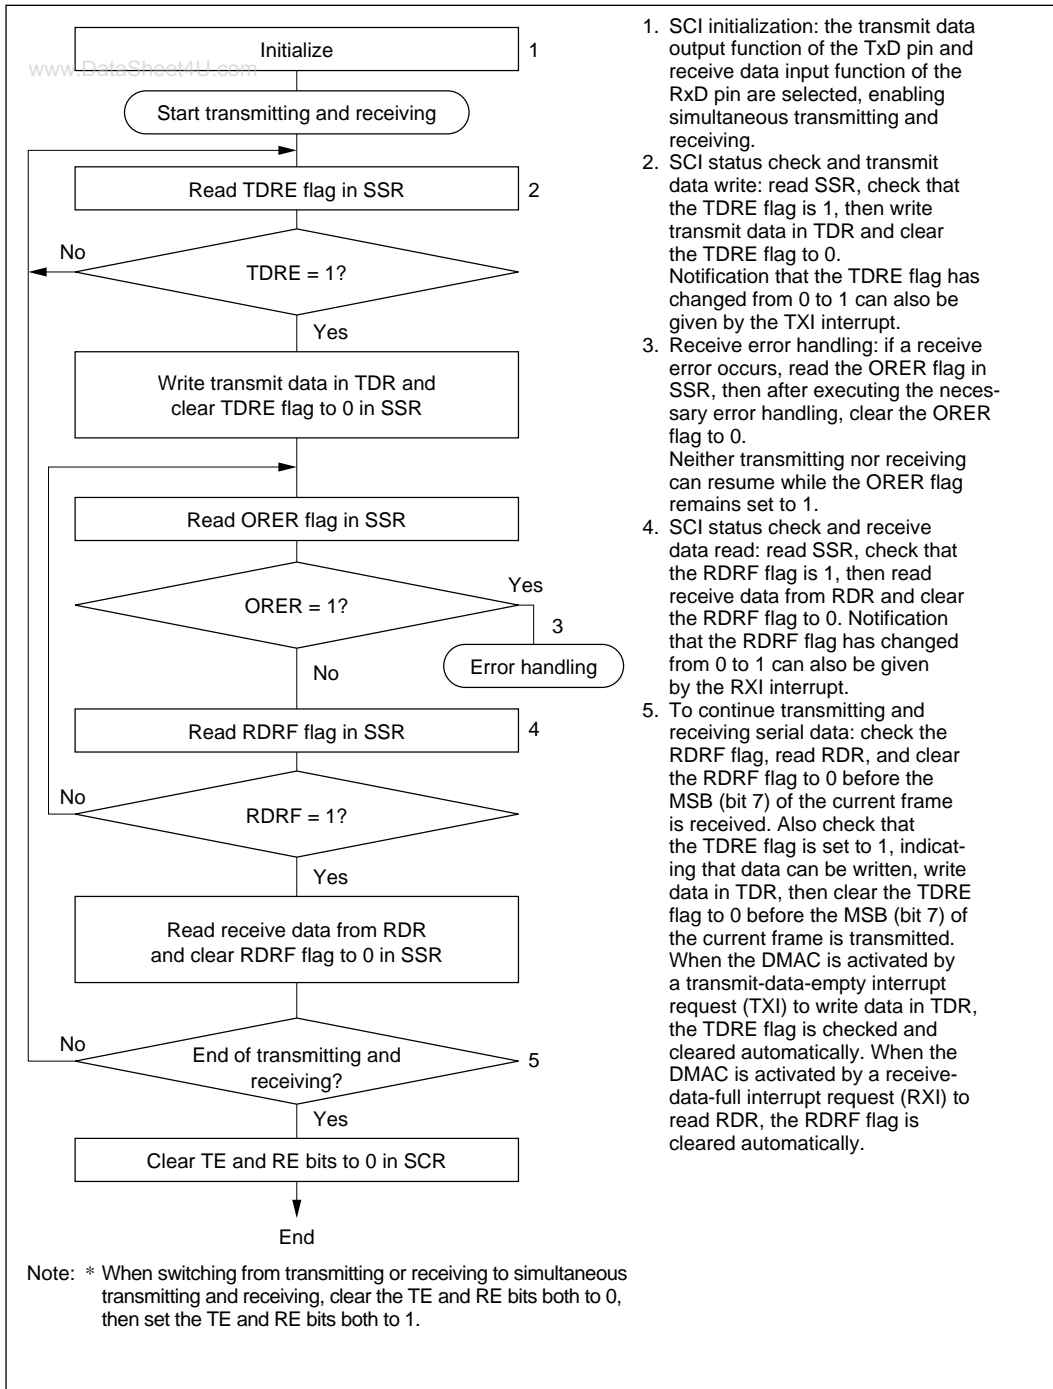 Initialize
1
www.DataSheet4U.com
Start transmitting and receiving
Read TDRE flag in SSR
2
No
TDRE = 1?
Yes
Write transmit data in TDR and
clear TDRE flag to 0 in SSR
Read ORER flag in SSR
Yes
ORER = 1?
3
Error handling
No
Read RDRF flag in SSR
4
No
RDRF = 1?
Yes
Read receive data from RDR
and clear RDRF flag to 0 in SSR
No
End of transmitting and
receiving?
5
Yes
Clear TE and RE bits to 0 in SCR
End
1. SCI initialization: the transmit data
output function of the TxD pin and
receive data input function of the
RxD pin are selected, enabling
simultaneous transmitting and
receiving.
2. SCI status check and transmit
data write: read SSR, check that
the TDRE flag is 1, then write
transmit data in TDR and clear
the TDRE flag to 0.
Notification that the TDRE flag has
changed from 0 to 1 can also be
given by the TXI interrupt.
3. Receive error handling: if a receive
error occurs, read the ORER flag in
SSR, then after executing the neces-
sary error handling, clear the ORER
flag to 0.
Neither transmitting nor receiving
can resume while the ORER flag
remains set to 1.
4. SCI status check and receive
data read: read SSR, check that
the RDRF flag is 1, then read
receive data from RDR and clear
the RDRF flag to 0. Notification
that the RDRF flag has changed
from 0 to 1 can also be given
by the RXI interrupt.
5. To continue transmitting and
receiving serial data: check the
RDRF flag, read RDR, and clear
the RDRF flag to 0 before the
MSB (bit 7) of the current frame
is received. Also check that
the TDRE flag is set to 1, indicat-
ing that data can be written, write
data in TDR, then clear the TDRE
flag to 0 before the MSB (bit 7) of
the current frame is transmitted.
When the DMAC is activated by
a transmit-data-empty interrupt
request (TXI) to write data in TDR,
the TDRE flag is checked and
cleared automatically. When the
DMAC is activated by a receive-
data-full interrupt request (RXI) to
read RDR, the RDRF flag is
cleared automatically.
Note: * When switching from transmitting or receiving to simultaneous
transmitting and receiving, clear the TE and RE bits both to 0,
then set the TE and RE bits both to 1.